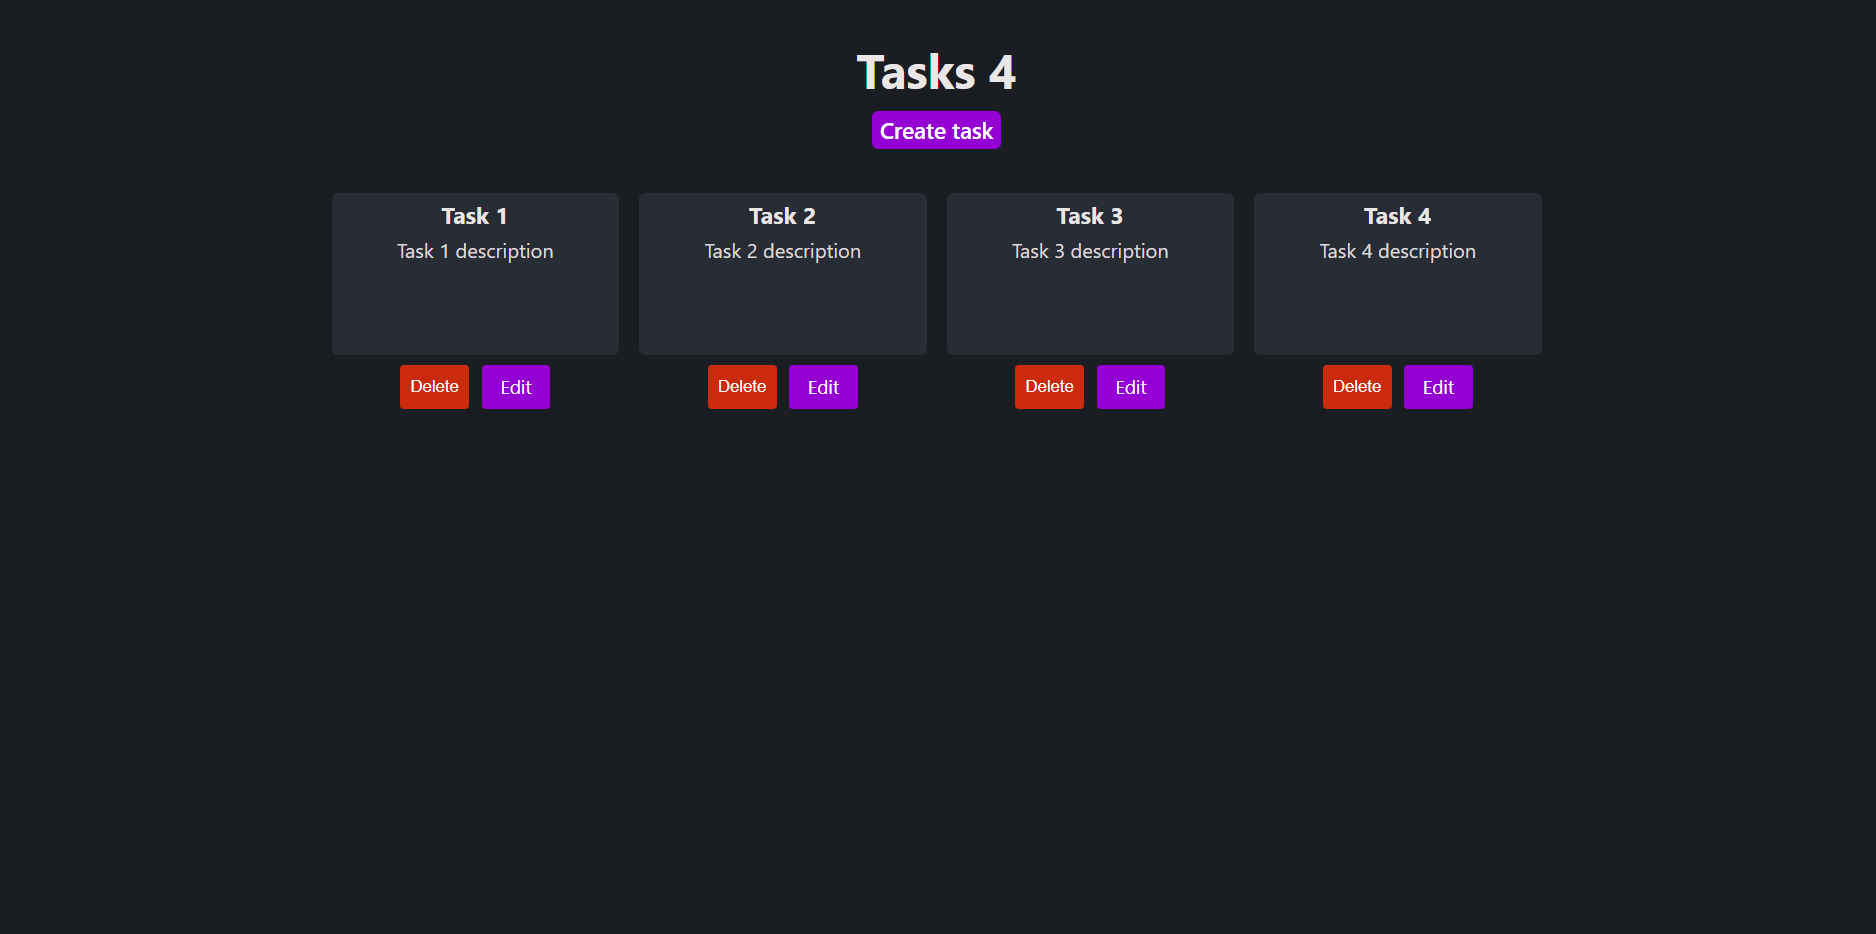 Tasks 4
Create task
Task 1
Task 1 description
Delete Edit
Task 2
Task 2 description
Delete Edit
Task 3
Task 3 description
Delete Edit
Task 4
Task 4 description
Delete Edit